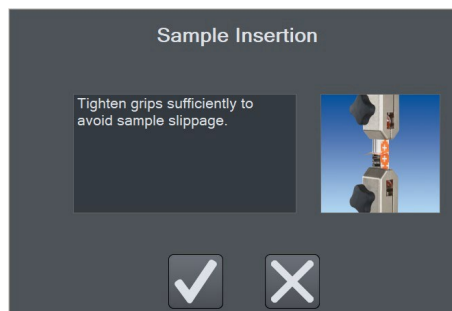 Sample Insertion
Tighten grips sufficiently to
avoid sample slippage.